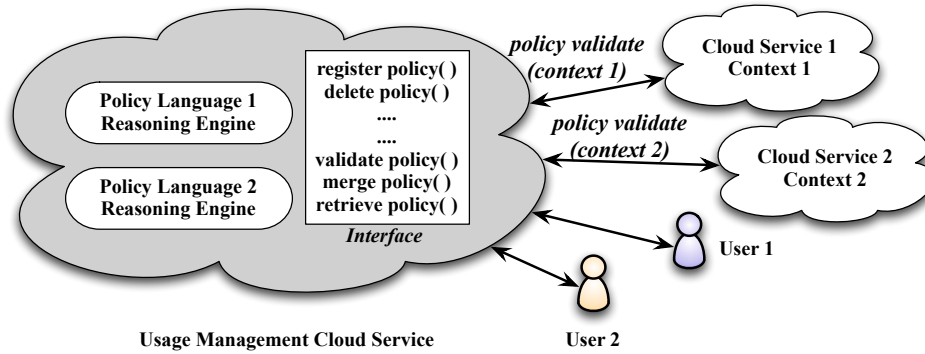 Policy Language 1
Reasoning Engine
Policy Language 2
Reasoning Engine
register policy( )
delete policy( )
....
....
validate policy( )
merge policy( )
retrieve policy( )
Interface
policy validate
(context 1)
Cloud Service 1
Context 1
policy validate
(context 2)
Cloud Service 2
Context 2
User 1
User 2
Usage Management Cloud Service